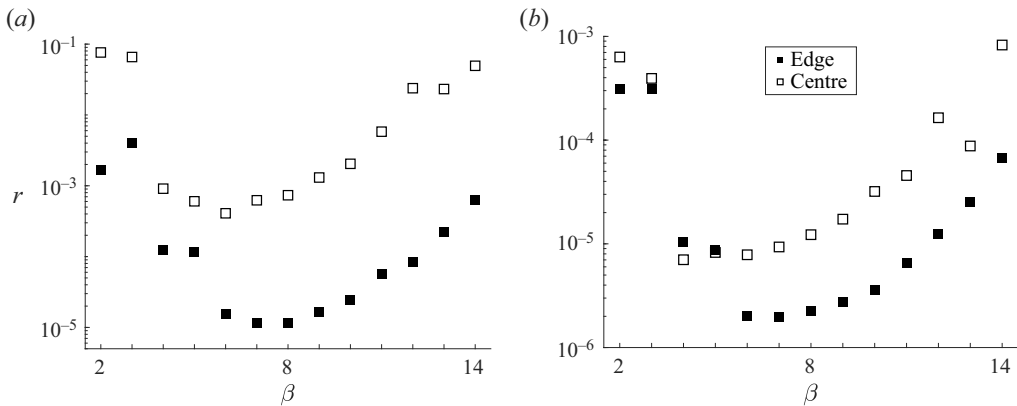 (a)
10⁻¹
10⁻³
10⁻⁵
r
2
8
14
β
(b)
10⁻³
10⁻⁴
10⁻⁵
10⁻⁶
Edge
Centre
2
8
14
β